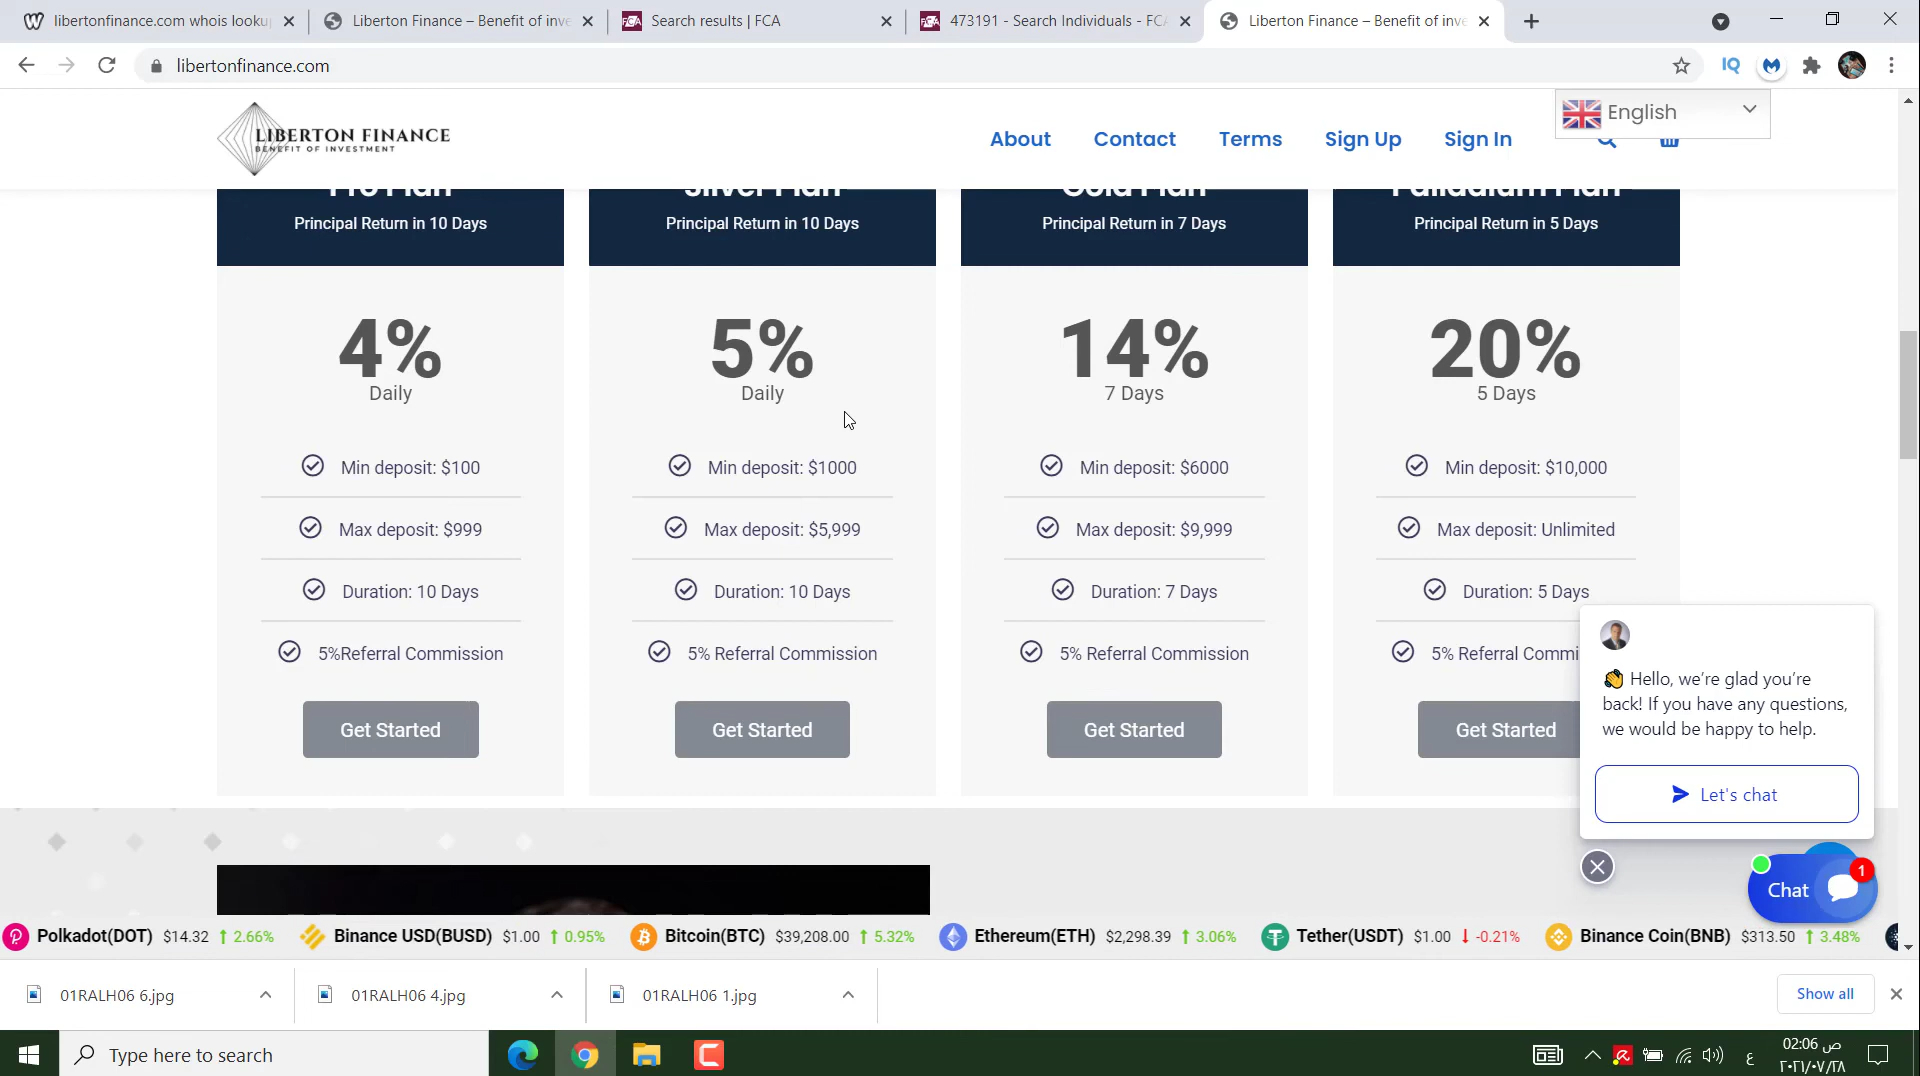 libertonfinance.com whois looku
Liberton Finance – Benefit of inve
Search results | FCA
473191 - Search Individuals - FCA
Liberton Finance – Benefit of inve
libertonfinance.com
IQ
LIBERTON FINANCE
BENEFIT OF INVESTMENT
About
Contact
Terms
Sign Up
Sign In
English
Pro Plan
Principal Return in 10 Days
4%
Daily
Min deposit: $100
Max deposit: $999
Duration: 10 Days
5%Referral Commission
Get Started
Silver Plan
Principal Return in 10 Days
5%
Daily
Min deposit: $1000
Max deposit: $5,999
Duration: 10 Days
5% Referral Commission
Get Started
Gold Plan
Principal Return in 7 Days
14%
7 Days
Min deposit: $6000
Max deposit: $9,999
Duration: 7 Days
5% Referral Commission
Get Started
Palladium Plan
Principal Return in 5 Days
20%
5 Days
Min deposit: $10,000
Max deposit: Unlimited
Duration: 5 Days
5% Referral Commi
Get Started
👋 Hello, we’re glad you’re
back! If you have any questions,
we would be happy to help.
Let's chat
Chat
1
Polkadot(DOT) $14.32 ↑ 2.66%
Binance USD(BUSD) $1.00 ↑ 0.95%
Bitcoin(BTC) $39,208.00 ↑ 5.32%
Ethereum(ETH) $2,298.39 ↑ 3.06%
Tether(USDT) $1.00 ↓ -0.21%
Binance Coin(BNB) $313.50 ↑ 3.48%
01RALH06 6.jpg
01RALH06 4.jpg
01RALH06 1.jpg
Show all
Type here to search
ع
02:06 ص
٢٠٢١/٠٧/٢٨